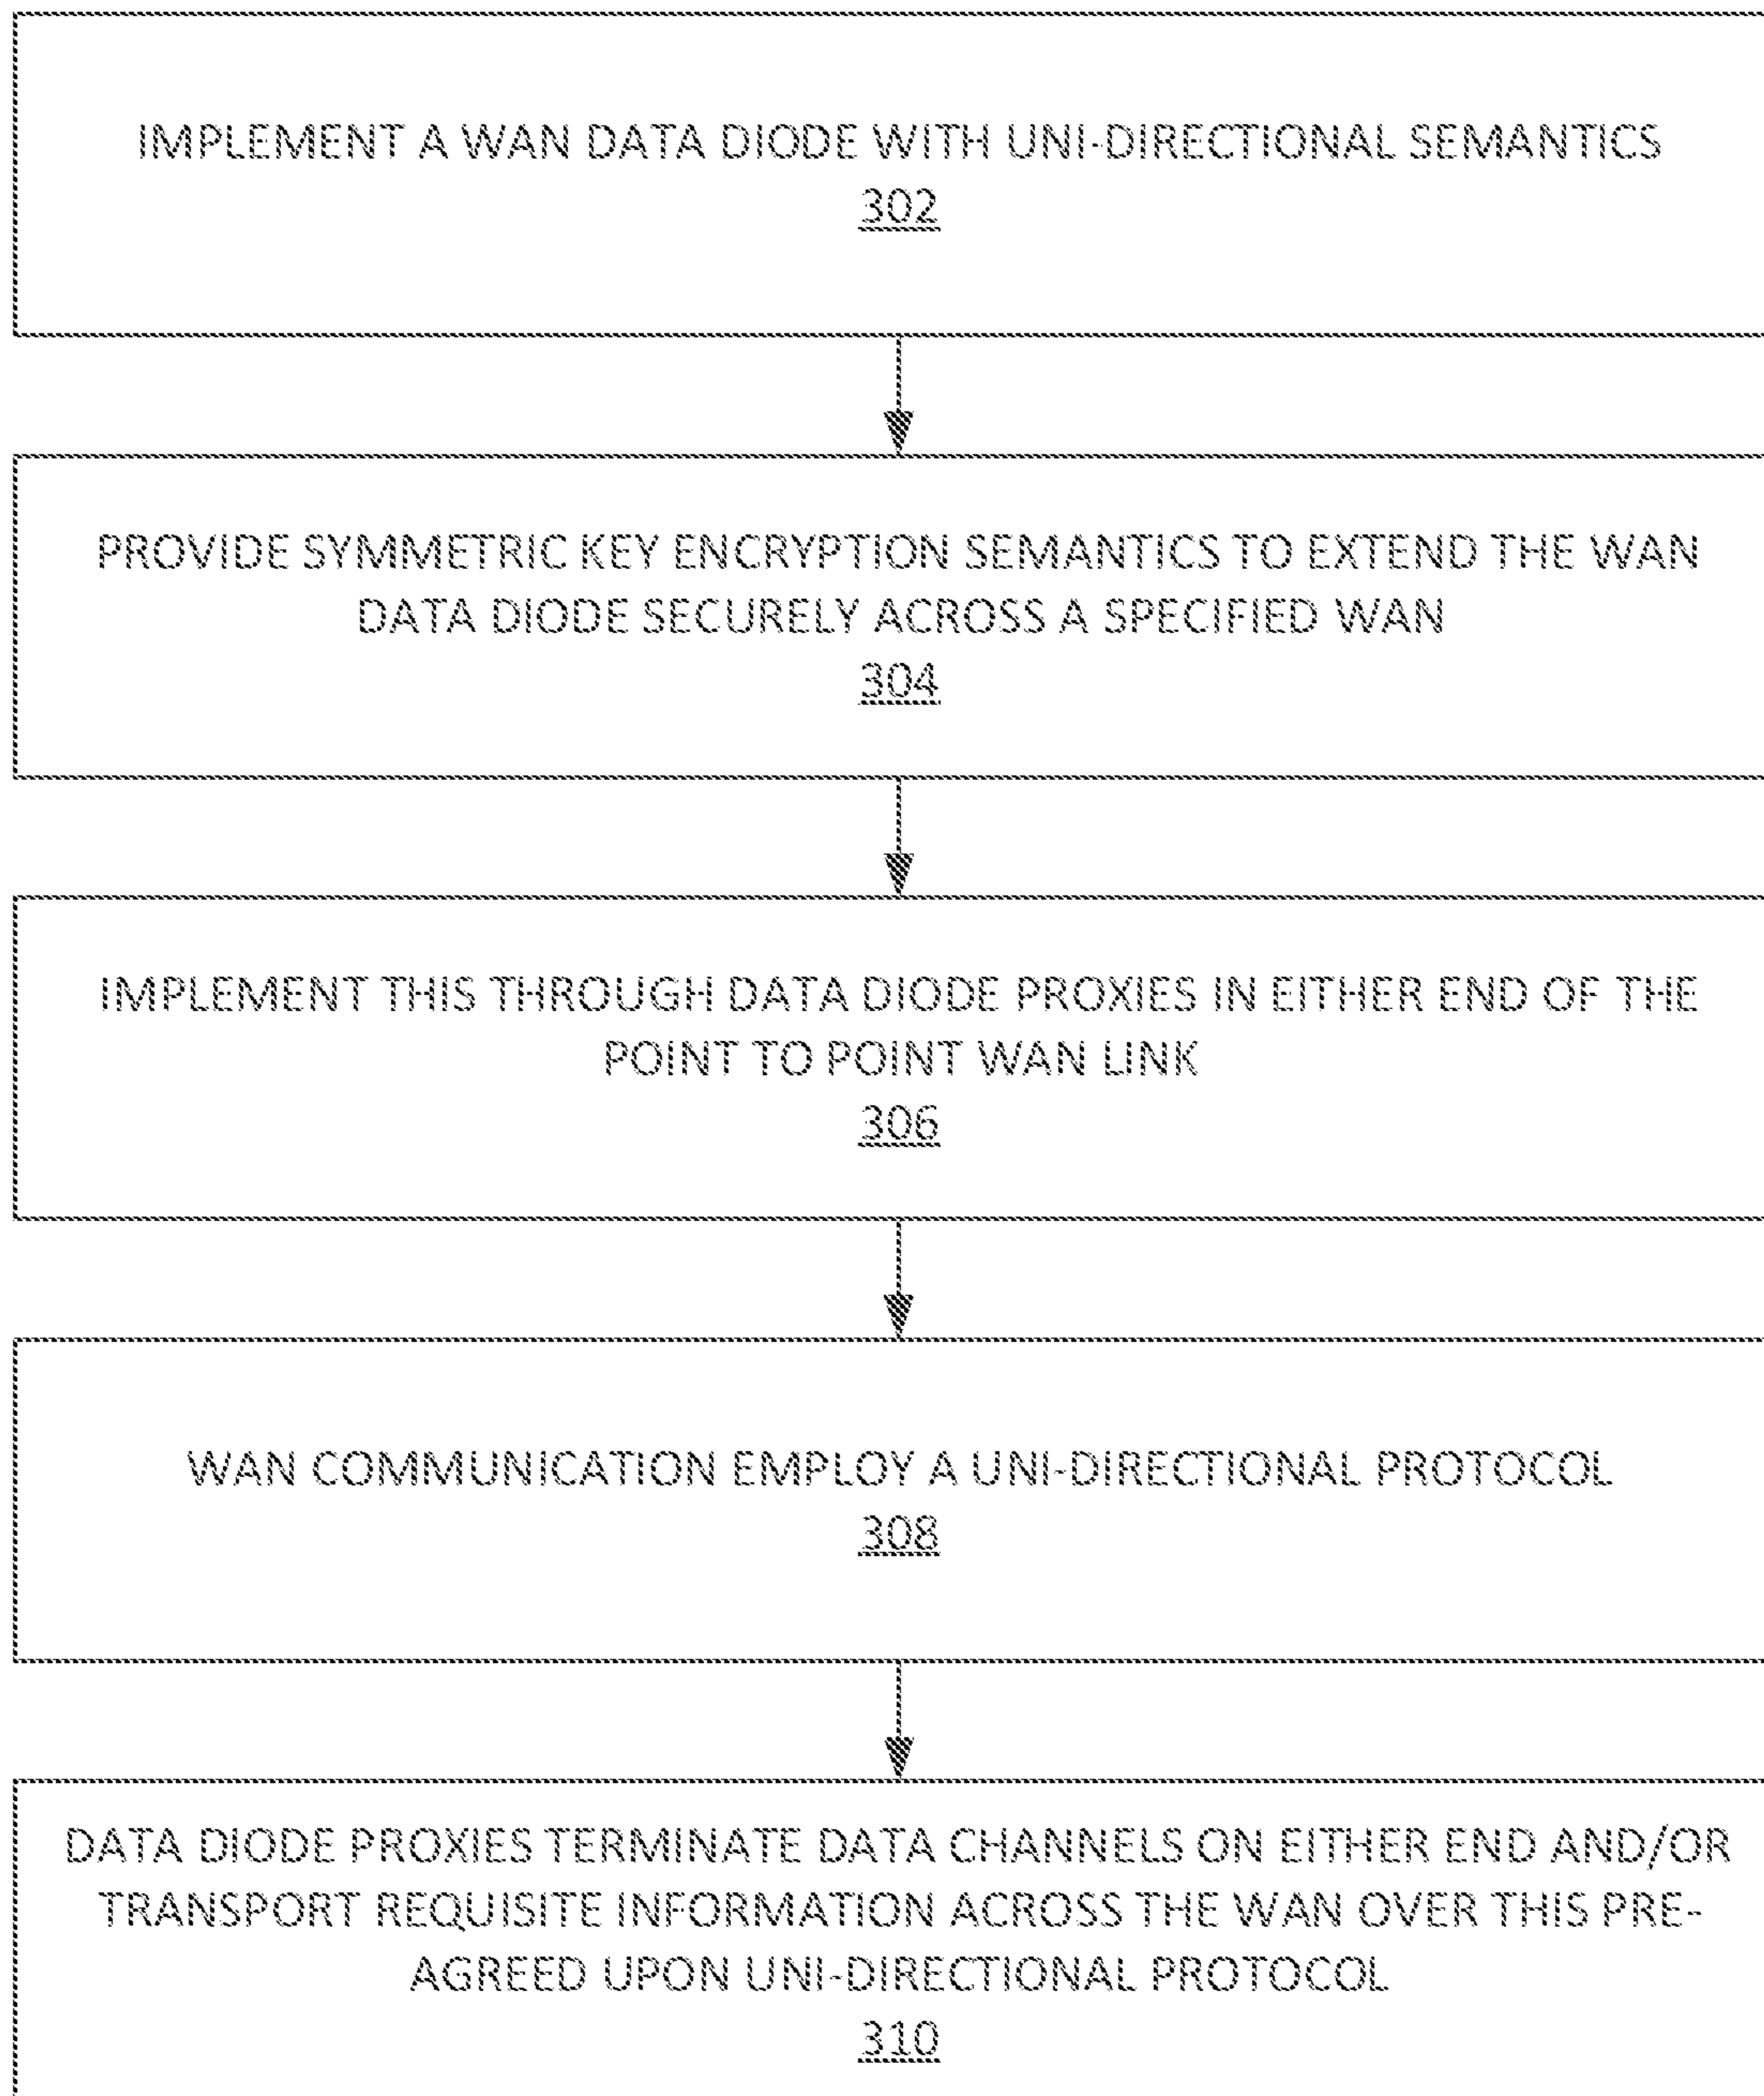 IMPLEMENT A WAN DATA DIODE WITH UNI-DIRECTIONAL SEMANTICS
302
PROVIDE SYMMETRIC KEY ENCRYPTION SEMANTICS TO EXTEND THE WAN
DATA DIODE SECURELY ACROSS A SPECIFIED WAN
304
IMPLEMENT THIS THROUGH DATA DIODE PROXIES IN EITHER END OF THE
POINT TO POINT WAN LINK
306
WAN COMMUNICATION EMPLOY A UNI-DIRECTIONAL PROTOCOL
308
DATA DIODE PROXIES TERMINATE DATA CHANNELS ON EITHER END AND/OR
TRANSPORT REQUISITE INFORMATION ACROSS THE WAN OVER THIS PRE-
AGREED UPON UNI-DIRECTIONAL PROTOCOL
310